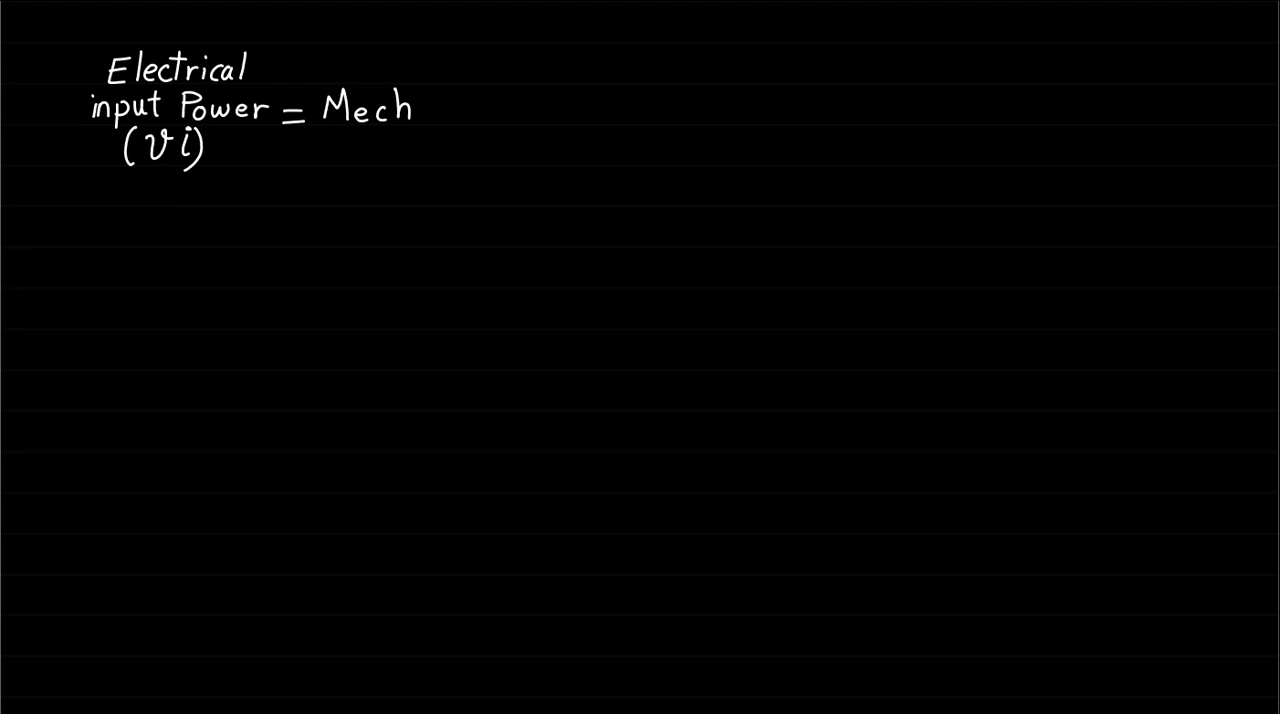 Electrical
input Power = Mech
(vi)